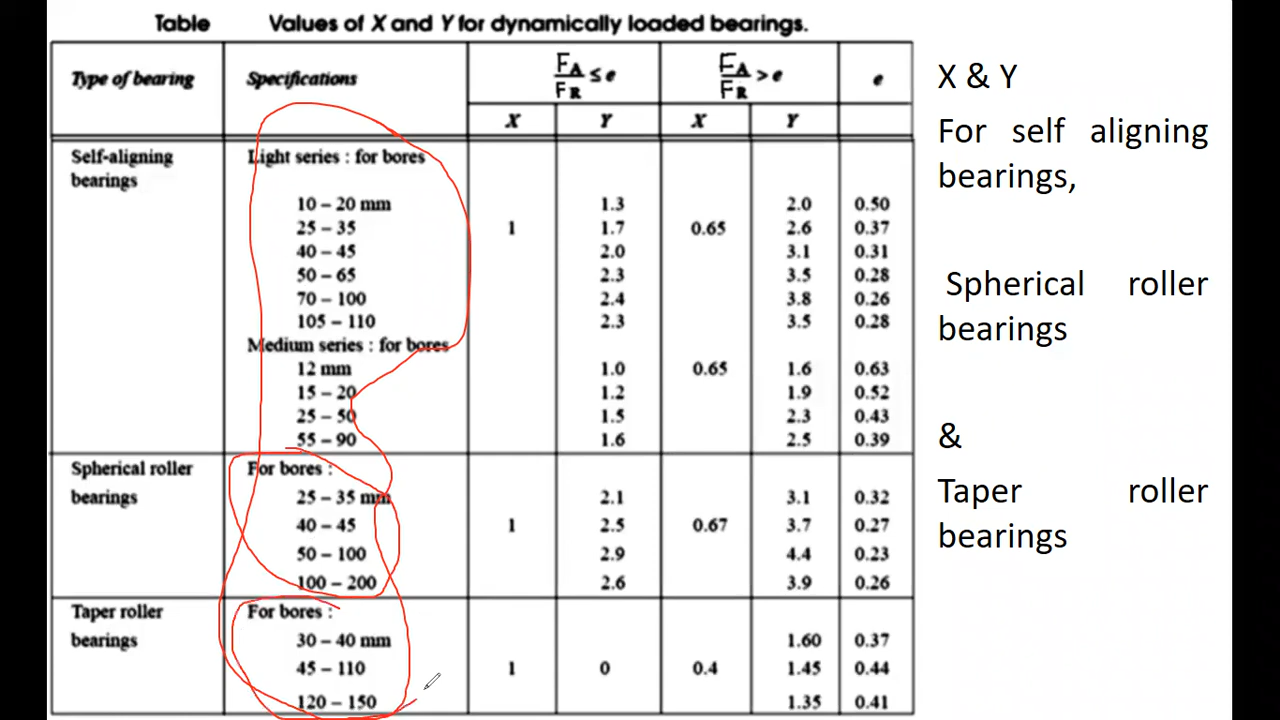 Table Values of X and Y for dynamically loaded bearings.
Type of bearing Specifications FA/FR ≤ e FA/FR > e e
X Y X Y
Self-aligning bearings Light series : for bores
10 – 20 mm 1.3 2.0 0.50
25 – 35 1 1.7 0.65 2.6 0.37
40 – 45 2.0 3.1 0.31
50 – 65 2.3 3.5 0.28
70 – 100 2.4 3.8 0.26
105 – 110 2.3 3.5 0.28
Medium series : for bores
12 mm 1.0 0.65 1.6 0.63
15 – 20 1.2 1.9 0.52
25 – 50 1.5 2.3 0.43
55 – 90 1.6 2.5 0.39
Spherical roller For bores :
bearings 25 – 35 mm 2.1 3.1 0.32
40 – 45 1 2.5 0.67 3.7 0.27
50 – 100 2.9 4.4 0.23
100 – 200 2.6 3.9 0.26
Taper roller For bores :
bearings 30 – 40 mm 1.60 0.37
45 – 110 1 0 0.4 1.45 0.44
120 – 150 1.35 0.41
X & Y
For self aligning
bearings,
Spherical roller
bearings
&
Taper roller
bearings